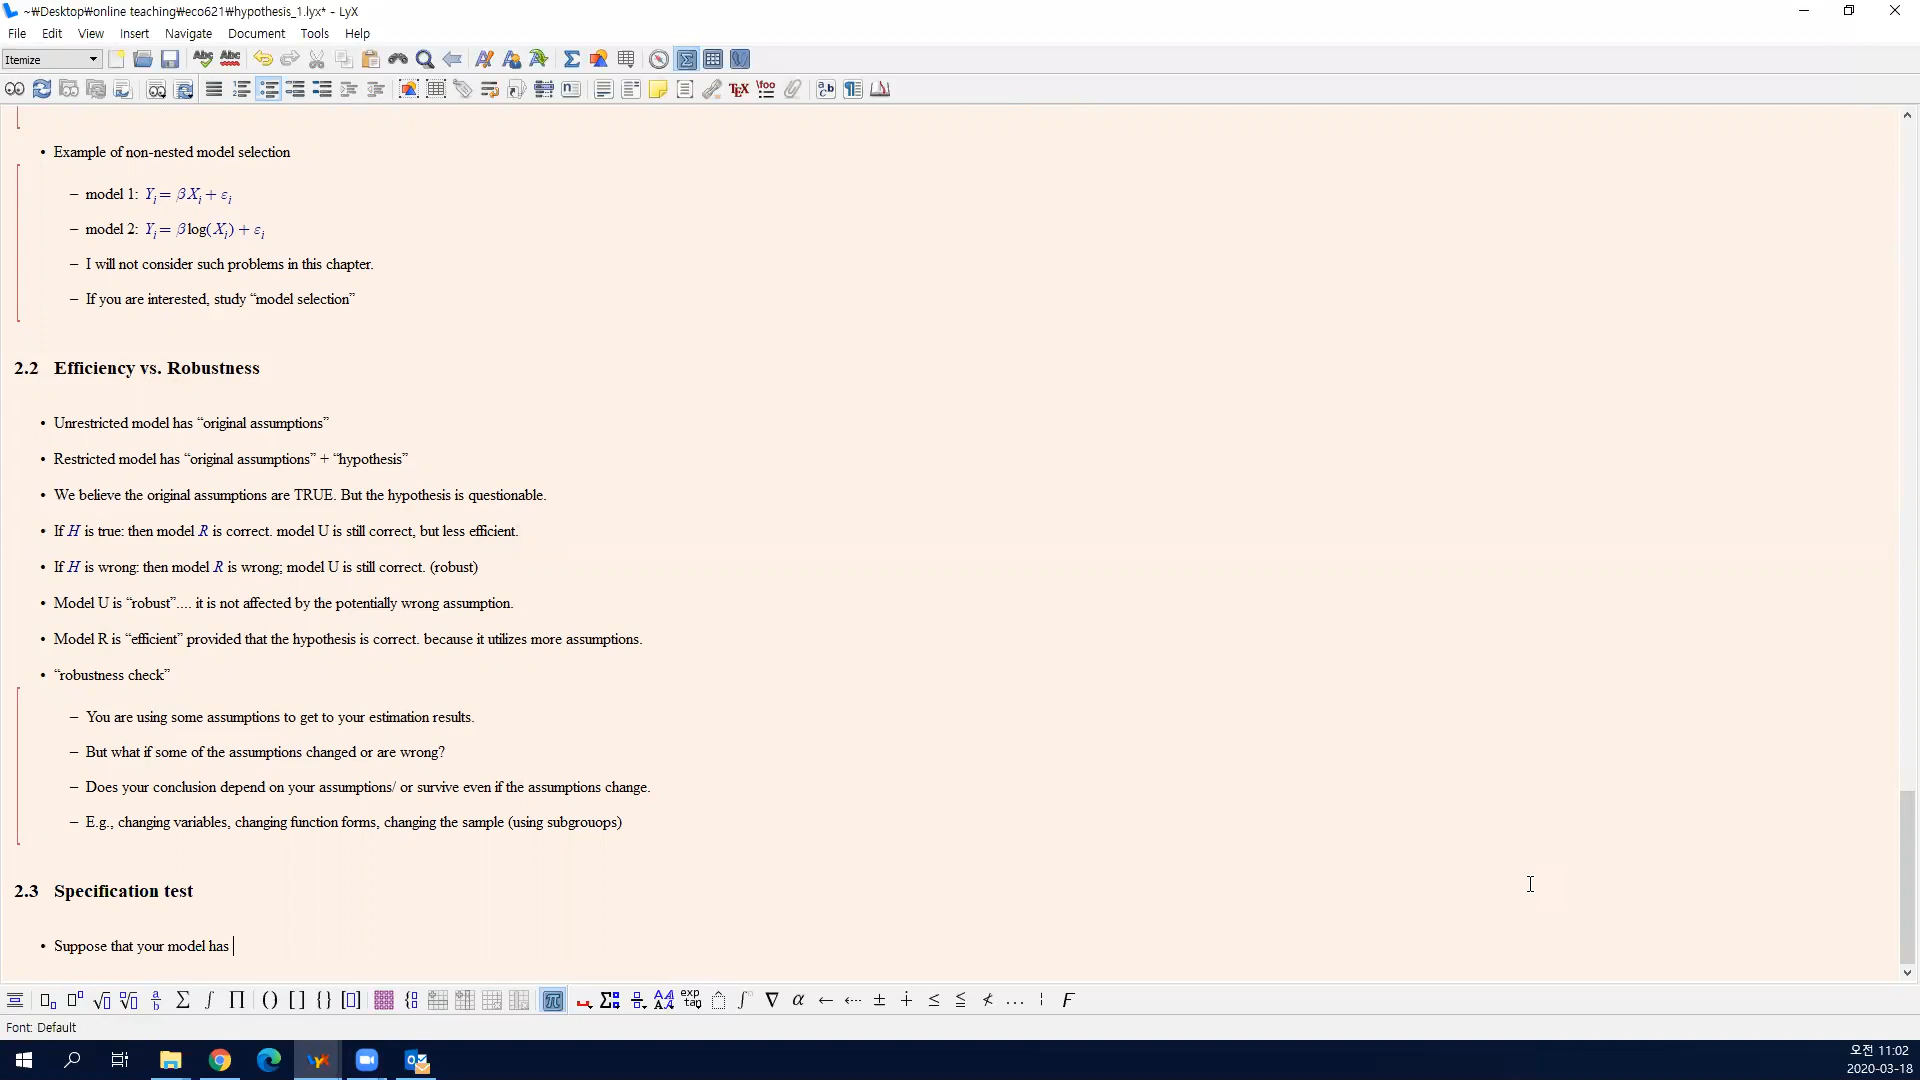 ~₩Desktop₩online teaching₩eco621₩hypothesis_1.lyx* - LyX
File Edit View Insert Navigate Document Tools Help
Itemize
• Example of non-nested model selection
– model 1: Yᵢ = βXᵢ + εᵢ
– model 2: Yᵢ = βlog(Xᵢ) + εᵢ
– I will not consider such problems in this chapter.
– If you are interested, study “model selection”
2.2 Efficiency vs. Robustness
• Unrestricted model has “original assumptions”
• Restricted model has “original assumptions” + “hypothesis”
• We believe the original assumptions are TRUE. But the hypothesis is questionable.
• If H is true: then model R is correct. model U is still correct, but less efficient.
• If H is wrong: then model R is wrong; model U is still correct. (robust)
• Model U is “robust”.... it is not affected by the potentially wrong assumption.
• Model R is “efficient” provided that the hypothesis is correct. because it utilizes more assumptions.
• “robustness check”
– You are using some assumptions to get to your estimation results.
– But what if some of the assumptions changed or are wrong?
– Does your conclusion depend on your assumptions/ or survive even if the assumptions change.
– E.g., changing variables, changing function forms, changing the sample (using subgrouops)
2.3 Specification test
• Suppose that your model has
Font: Default
오전 11:02
2020-03-18